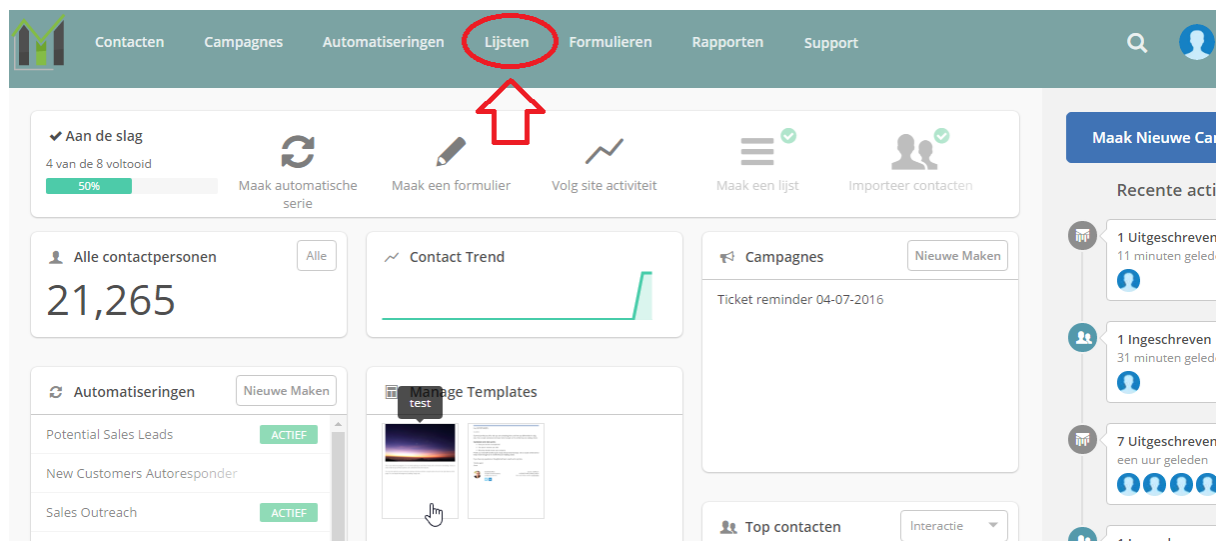 Contacten
Campagnes
Automatiseringen
Lijsten
Formulieren
Rapporten
Support
Aan de slag
4 van de 8 voltooid
50%
Maak automatische
serie
Maak een formulier
Volg site activiteit
Maak een lijst
Importeer contacten
Maak Nieuwe Car
Recente acti
1 Uitgeschreven
11 minuten gelede
1 Ingeschreven
31 minuten gelede
7 Uitgeschreven
een uur geleden
Alle contactpersonen
Alle
21,265
Contact Trend
Campagnes
Nieuwe Maken
Ticket reminder 04-07-2016
Automatiseringen
Nieuwe Maken
Potential Sales Leads
ACTIEF
New Customers Autoresponder
Sales Outreach
ACTIEF
Manage Templates
test
Top contacten
Interactie